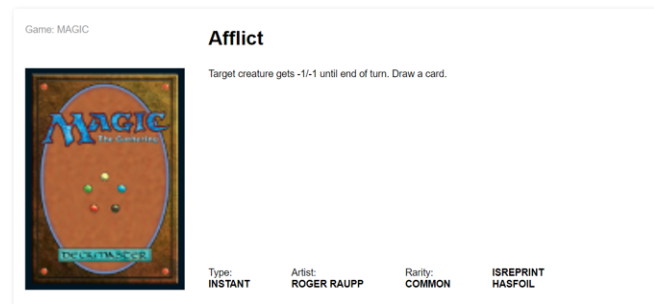 Game: MAGIC
Afflict
Target creature gets -1/-1 until end of turn. Draw a card.
MAGIC
The Gathering
DECKMASTER
Type:
INSTANT
Artist:
ROGER RAUPP
Rarity:
COMMON
ISREPRINT
HASFOIL